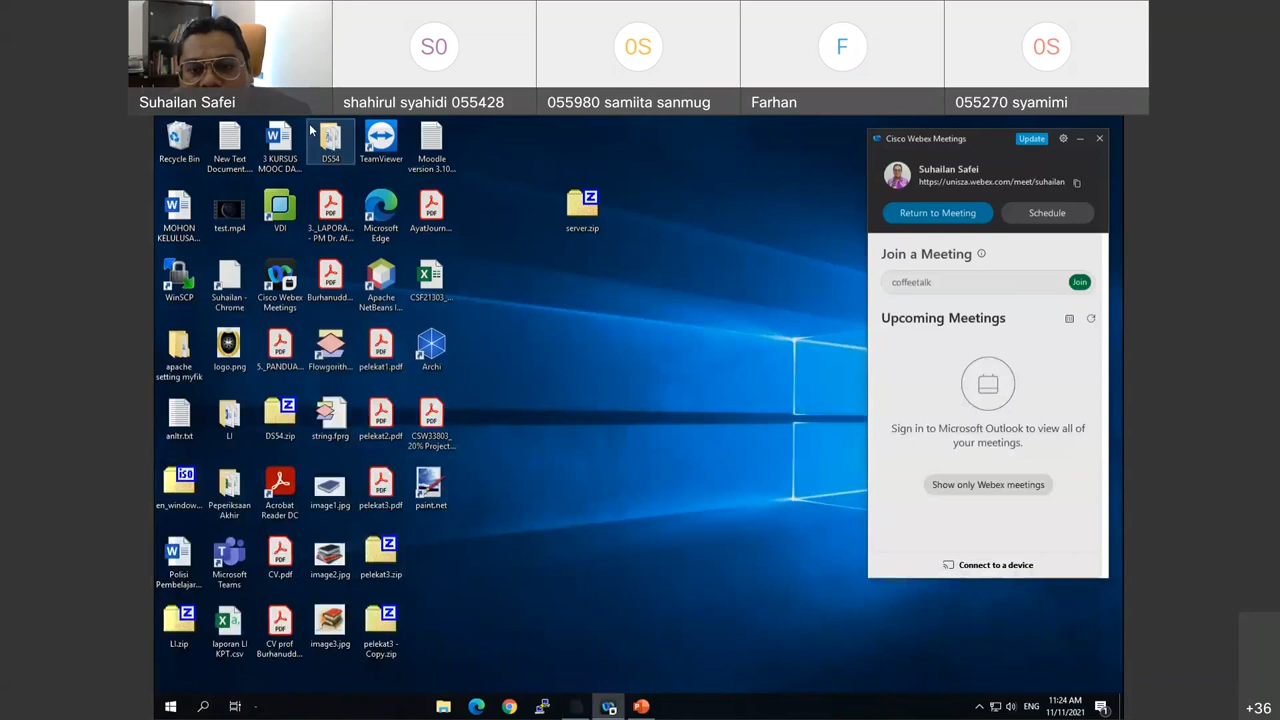 S0
0S
F
0S
Suhailan Safei
shahirul syahidi 055428
055980 samiita sanmug
Farhan
055270 syamimi
Recycle Bin
New Text
Document....
3 KURSUS
MOOC DA...
DS54
TeamViewer
Moodle
version 3.10...
MOHON
KELULUSA...
test.mp4
VDI
3._LAPORA...
- PM Dr. Af...
Microsoft
Edge
AyatJourn...
server.zip
WinSCP
Suhailan -
Chrome
Cisco Webex
Meetings
Burhanudd...
Apache
NetBeans I...
CSF21303_...
apache
setting myfik
logo.png
5._PANDUA...
Flowgorith...
pelekat1.pdf
Archi
anltr.txt
LI
DS54.zip
string.fprg
pelekat2.pdf
CSW33803_
20% Project...
en_window...
Peperiksaan
Akhir
Acrobat
Reader DC
image1.jpg
pelekat3.pdf
paint.net
Polisi
Pembelajar...
Microsoft
Teams
CV.pdf
image2.jpg
pelekat3.zip
LI.zip
laporan LI
KPT.csv
CV prof
Burhanudd...
image3.jpg
pelekat3 -
Copy.zip
Cisco Webex Meetings
Update
Suhailan Safei
https://unisza.webex.com/meet/suhailan
Return to Meeting
Schedule
Join a Meeting
coffeetalk
Join
Upcoming Meetings
Sign in to Microsoft Outlook to view all of
your meetings.
Show only Webex meetings
Connect to a device
ENG
11:24 AM
11/11/2021
+36